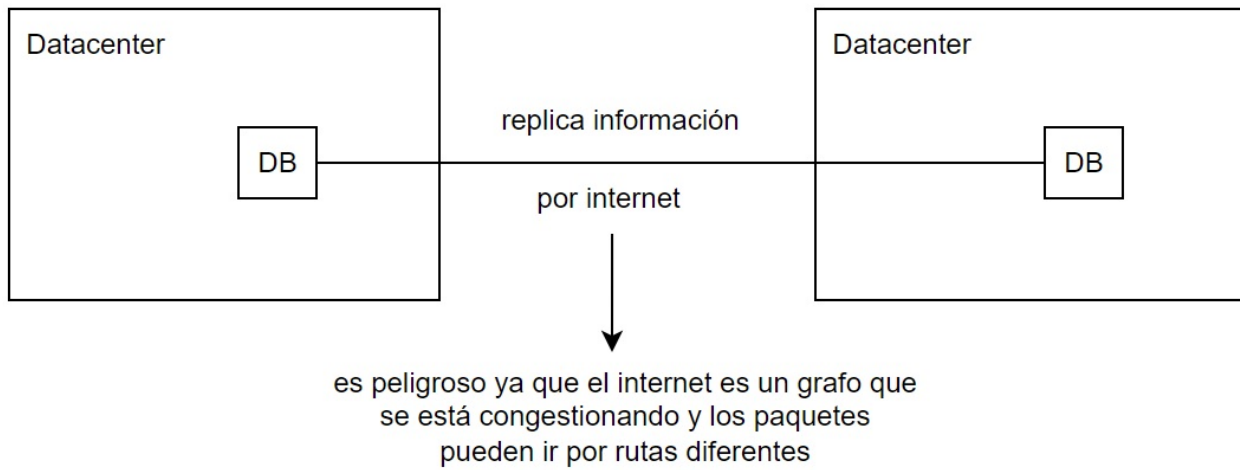 Datacenter
Datacenter
replica información
DB
DB
por internet
es peligroso ya que el internet es un grafo que
se está congestionando y los paquetes
pueden ir por rutas diferentes